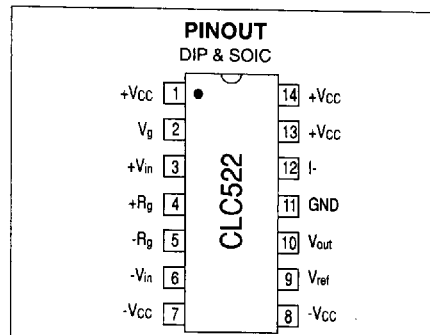 PINOUT
DIP & SOIC
+Vcc 1 14 +Vcc
Vg 2 13 +Vcc
+Vin 3 12 I-
+Rg 4 11 GND
-Rg 5 10 Vout
-Vin 6 9 Vref
-Vcc 7 8 -Vcc
CLC522